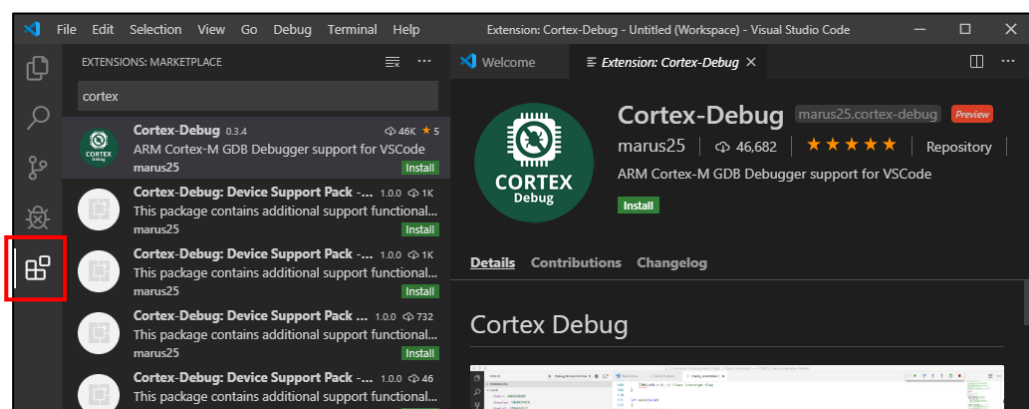 File Edit Selection View Go Debug Terminal Help
Extension: Cortex-Debug - Untitled (Workspace) - Visual Studio Code
EXTENSIONS: MARKETPLACE
cortex
Cortex-Debug 0.3.4 46K ★ 5
ARM Cortex-M GDB Debugger support for VSCode
marus25 Install
Cortex-Debug: Device Support Pack -... 1.0.0 1K
This package contains additional support functional...
marus25 Install
Cortex-Debug: Device Support Pack -... 1.0.0 1K
This package contains additional support functional...
marus25 Install
Cortex-Debug: Device Support Pack ... 1.0.0 732
This package contains additional support functional...
marus25 Install
Cortex-Debug: Device Support Pack -... 1.0.0 46
This package contains additional support functional...
CORTEX
Debug
Welcome
Extension: Cortex-Debug
CORTEX
Debug
Cortex-Debug marus25.cortex-debug Preview
marus25 46,682 ★★★★★ Repository
ARM Cortex-M GDB Debugger support for VSCode
Install
Details Contributions Changelog
Cortex Debug